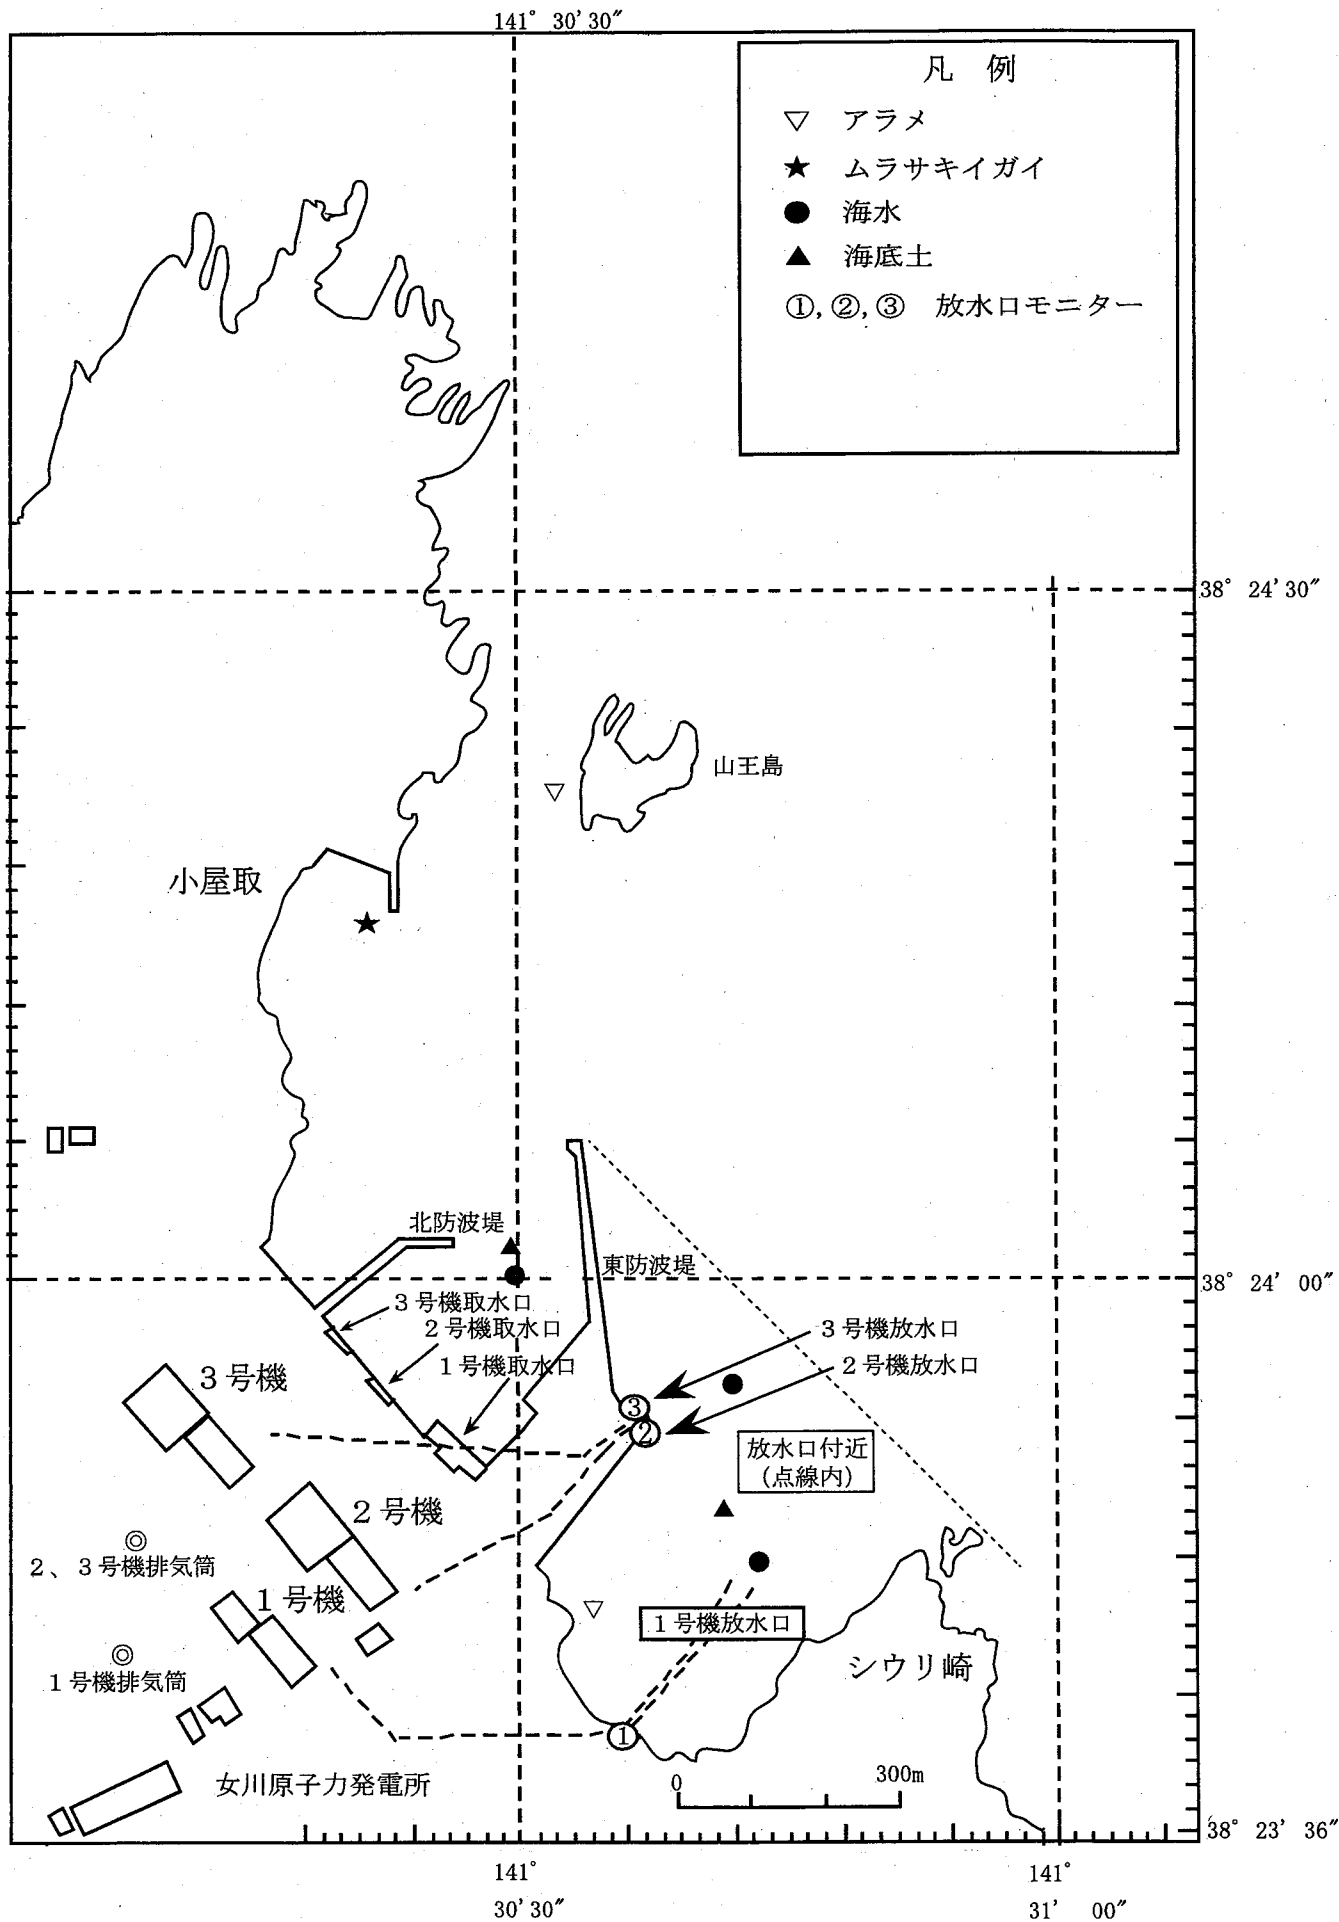 141° 30′30″
凡 例
▽ アラメ
★ ムラサキイガイ
● 海水
▲ 海底土
①, ②, ③ 放水口モニター
38° 24′30″
山王島
小屋取
北防波堤
東防波堤
38° 24′00″
3号機取水口
2号機取水口
1号機取水口
3号機放水口
2号機放水口
3号機
③
②
放水口付近
(点線内)
2号機
2、3号機排気筒
1号機
1号機放水口
1号機排気筒
シウリ崎
①
女川原子力発電所
0 300m
38° 23′36″
141°
30′30″
141°
31′ 00″